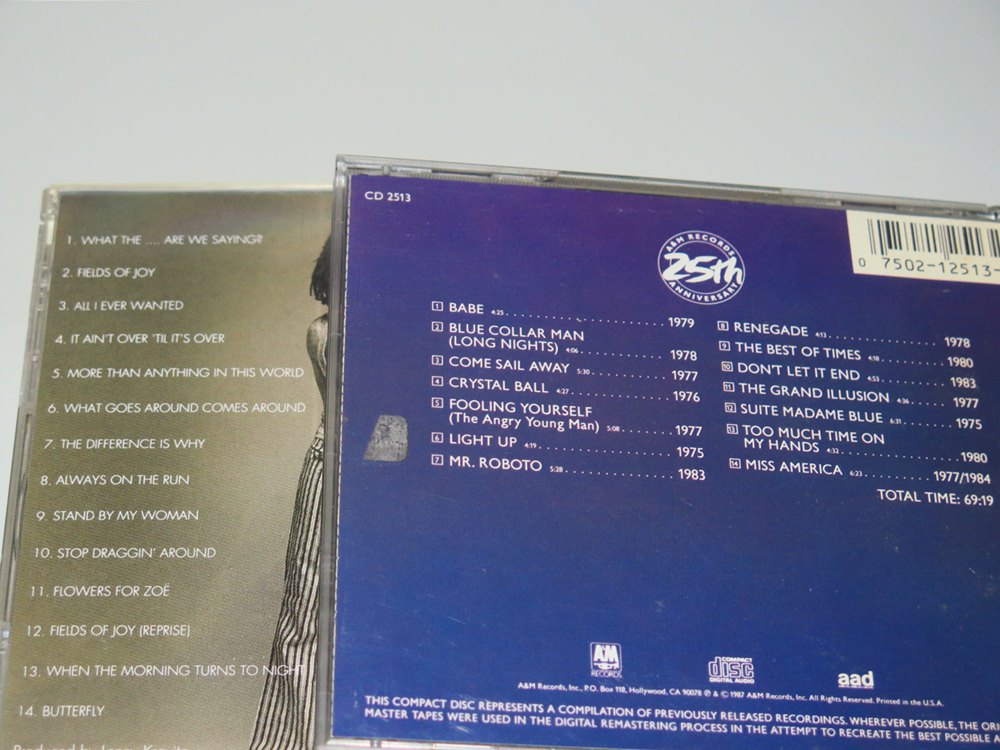 1. WHAT THE .... ARE WE SAYING?
2. FIELDS OF JOY
3. ALL I EVER WANTED
4. IT AIN'T OVER 'TIL IT'S OVER
5. MORE THAN ANYTHING IN THIS WORLD
6. WHAT GOES AROUND COMES AROUND
7. THE DIFFERENCE IS WHY
8. ALWAYS ON THE RUN
9. STAND BY MY WOMAN
10. STOP DRAGGIN' AROUND
11. FLOWERS FOR ZOË
12. FIELDS OF JOY (REPRISE)
13. WHEN THE MORNING TURNS TO NIGHT
14. BUTTERFLY
Produced by Lenny Kravitz
CD 2513
A&M RECORDS
25th
ANNIVERSARY
0 7502-12513-
1 BABE 4:25 1979
2 BLUE COLLAR MAN
(LONG NIGHTS) 4:06 1978
3 COME SAIL AWAY 5:30 1977
4 CRYSTAL BALL 4:27 1976
5 FOOLING YOURSELF
(The Angry Young Man) 5:08 1977
6 LIGHT UP 4:19 1975
7 MR. ROBOTO 5:28 1983
8 RENEGADE 4:13 1978
9 THE BEST OF TIMES 4:18 1980
10 DON'T LET IT END 4:53 1983
11 THE GRAND ILLUSION 4:36 1977
12 SUITE MADAME BLUE 6:31 1975
13 TOO MUCH TIME ON
MY HANDS 4:32 1980
14 MISS AMERICA 6:23 1977/1984
TOTAL TIME: 69:19
A&M
RECORDS
COMPACT
disc
DIGITAL AUDIO
aad
A&M Records, Inc., P.O. Box 118, Hollywood, CA 90078 ℗ & © 1987 A&M Records, Inc. All Rights Reserved. Printed in the U.S.A.
THIS COMPACT DISC REPRESENTS A COMPILATION OF PREVIOUSLY RELEASED RECORDINGS. WHEREVER POSSIBLE, THE ORI
MASTER TAPES WERE USED IN THE DIGITAL REMASTERING PROCESS IN THE ATTEMPT TO RECREATE THE BEST POSSIBLE A